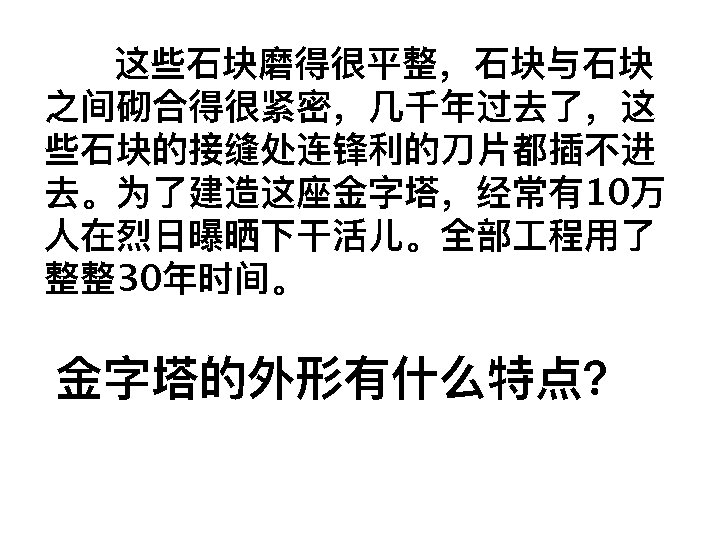 这些石块磨得很平整，石块与石块
之间砌合得很紧密，几千年过去了，这
些石块的接缝处连锋利的刀片都插不进
去。为了建造这座金字塔，经常有10万
人在烈日曝晒下干活儿。全部工程用了
整整30年时间。
金字塔的外形有什么特点?